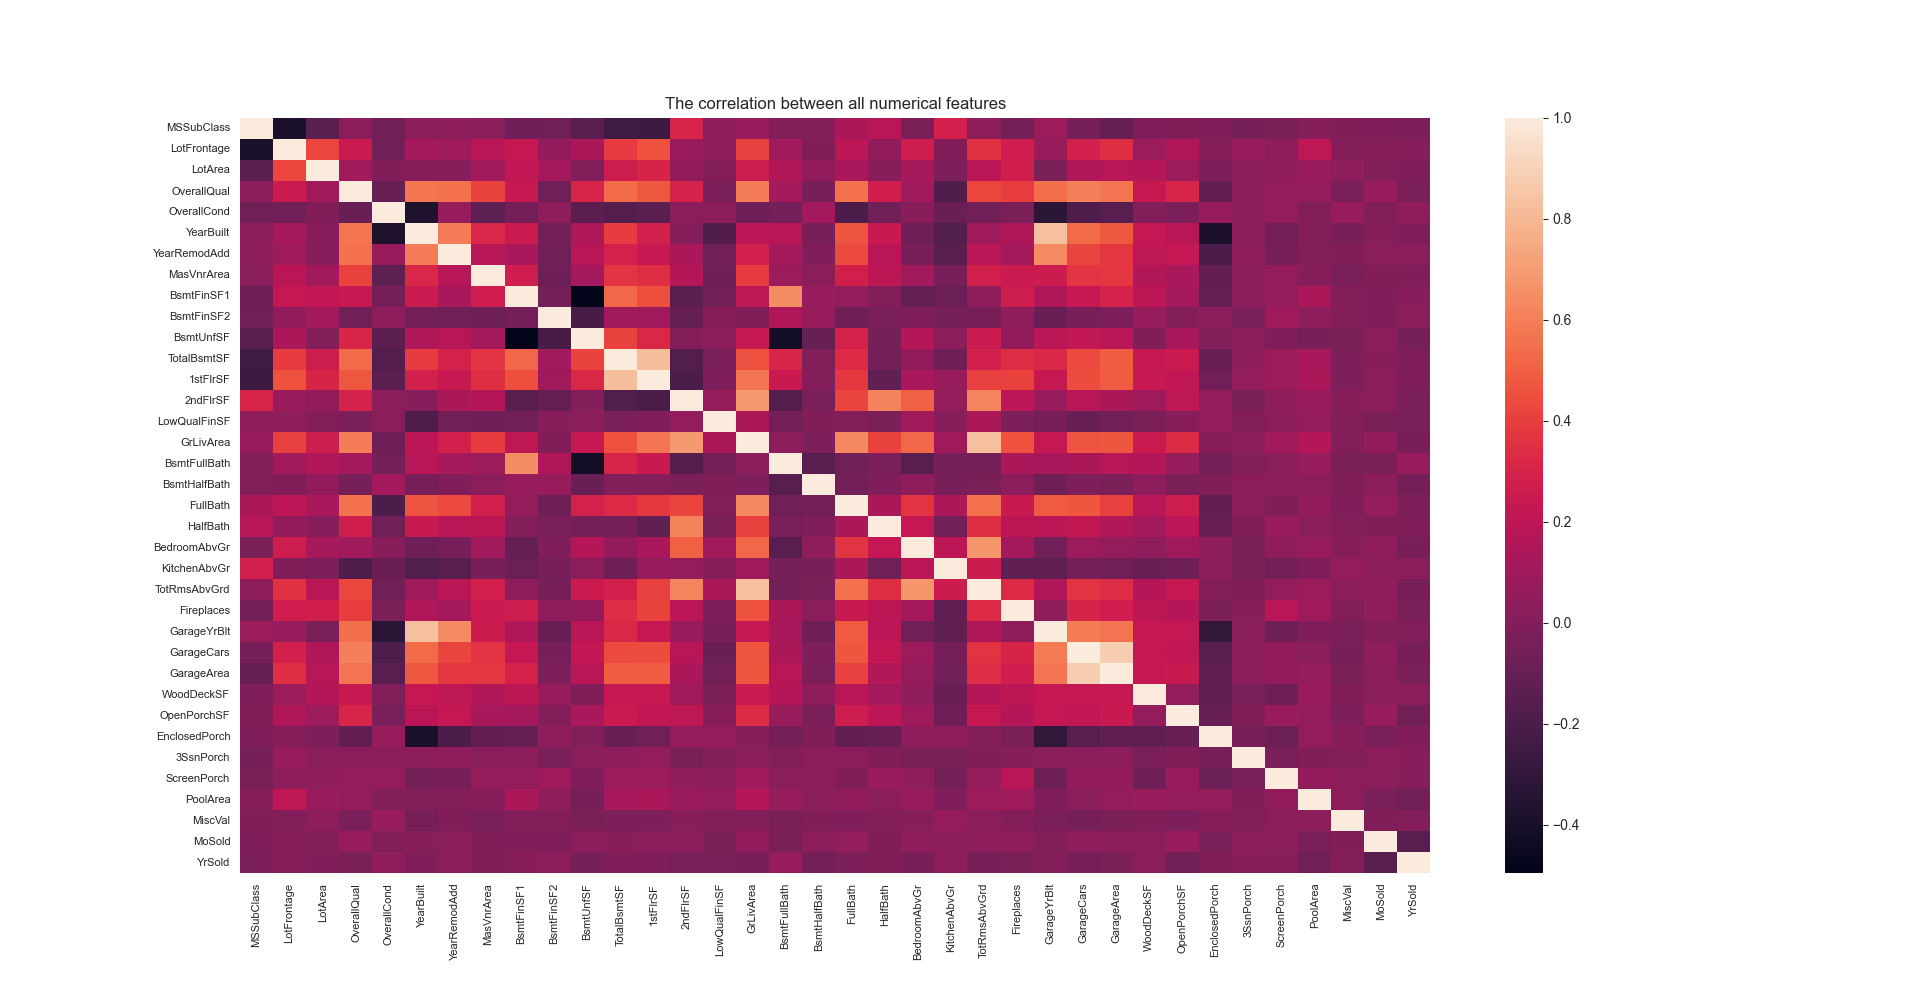 The correlation between all numerical features
MSSubClass
LotFrontage
LotArea
OverallQual
OverallCond
YearBuilt
YearRemodAdd
MasVnrArea
BsmtFinSF1
BsmtFinSF2
BsmtUnfSF
TotalBsmtSF
1stFlrSF
2ndFlrSF
LowQualFinSF
GrLivArea
BsmtFullBath
BsmtHalfBath
FullBath
HalfBath
BedroomAbvGr
KitchenAbvGr
TotRmsAbvGrd
Fireplaces
GarageYrBlt
GarageCars
GarageArea
WoodDeckSF
OpenPorchSF
EnclosedPorch
3SsnPorch
ScreenPorch
PoolArea
MiscVal
MoSold
YrSold
MSSubClass
LotFrontage
LotArea
OverallQual
OverallCond
YearBuilt
YearRemodAdd
MasVnrArea
BsmtFinSF1
BsmtFinSF2
BsmtUnfSF
TotalBsmtSF
1stFlrSF
2ndFlrSF
LowQualFinSF
GrLivArea
BsmtFullBath
BsmtHalfBath
FullBath
HalfBath
BedroomAbvGr
KitchenAbvGr
TotRmsAbvGrd
Fireplaces
GarageYrBlt
GarageCars
GarageArea
WoodDeckSF
OpenPorchSF
EnclosedPorch
3SsnPorch
ScreenPorch
PoolArea
MiscVal
MoSold
YrSold
1.0
0.8
0.6
0.4
0.2
0.0
−0.2
−0.4